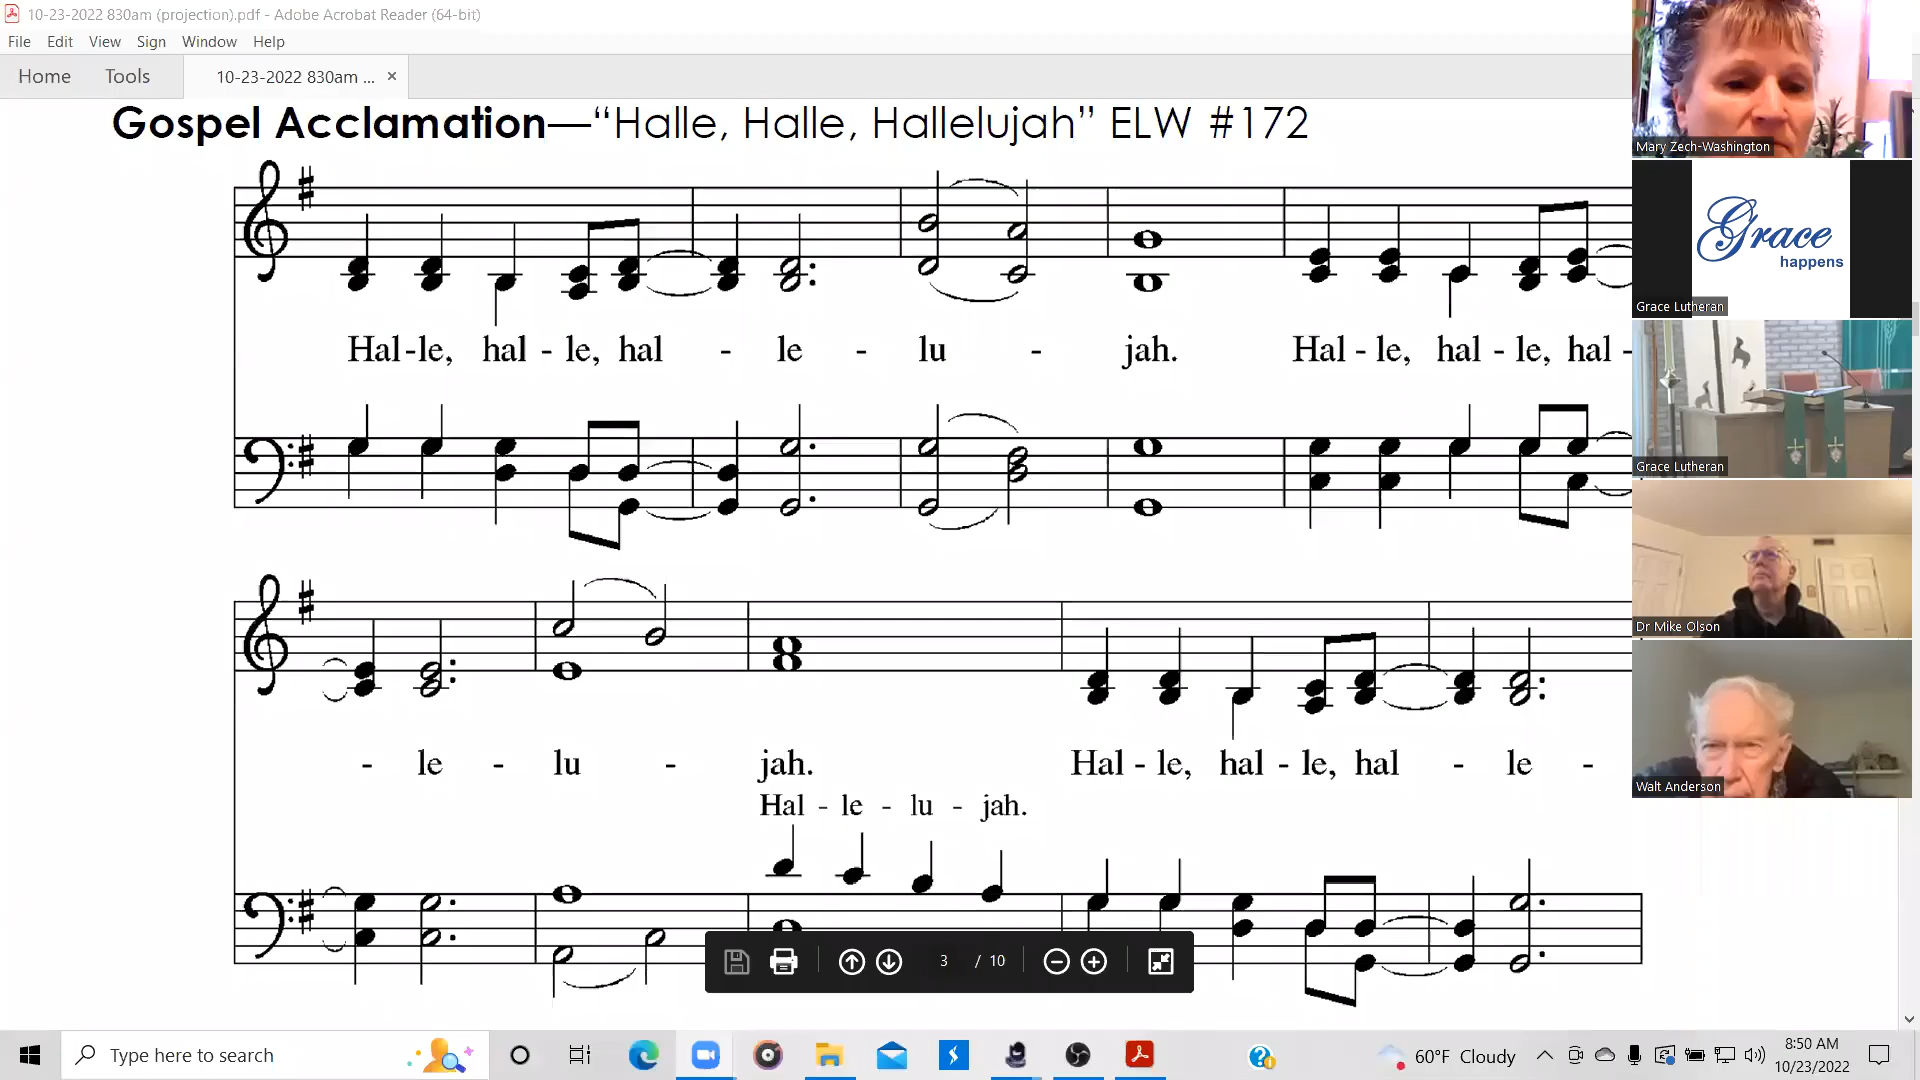 10-23-2022 830am (projection).pdf - Adobe Acrobat Reader (64-bit)
File Edit View Sign Window Help
Home Tools 10-23-2022 830am ... ×
Gospel Acclamation—“Halle, Halle, Hallelujah” ELW #172
Hal-le, hal - le, hal - le - lu - jah. Hal - le, hal - le, hal -
- le - lu - jah. Hal - le, hal - le, hal - le -
Hal - le - lu - jah.
3 / 10
Mary Zech-Washington
Grace
happens
Grace Lutheran
Grace Lutheran
Dr Mike Olson
Walt Anderson
Type here to search
60°F Cloudy
8:50 AM
10/23/2022